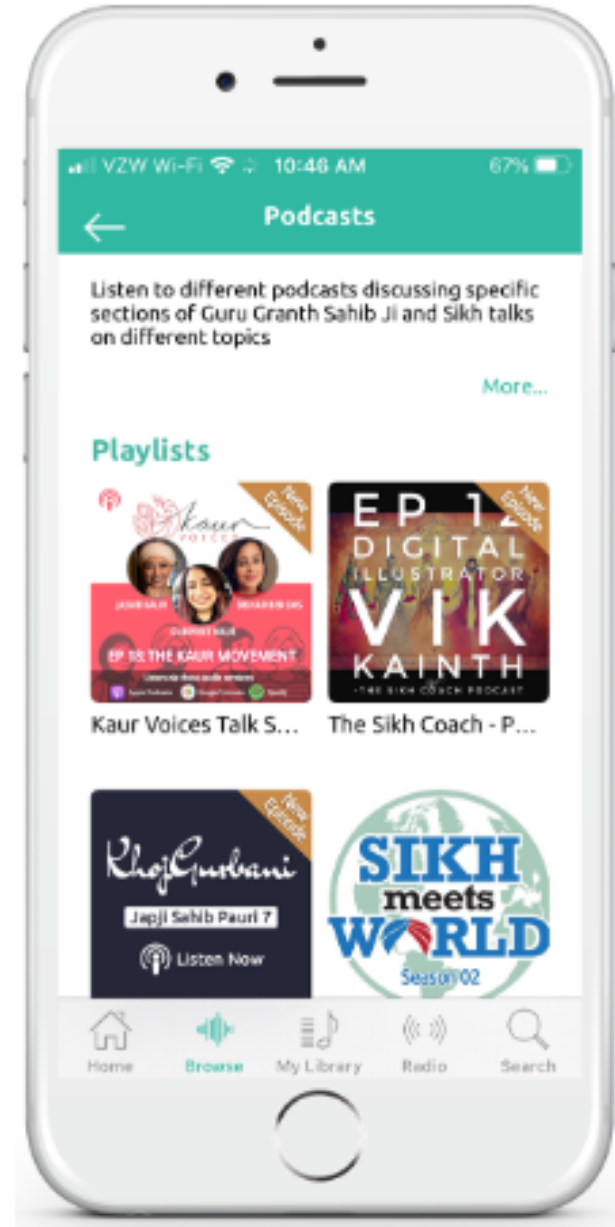 VZW Wi-Fi 10:46 AM 67%
Podcasts
Listen to different podcasts discussing specific
sections of Guru Granth Sahib Ji and Sikh talks
on different topics
More...
Playlists
New
Episode
Kaur
VOICES
EP 18: THE KAUR MOVEMENT
Spotify
Kaur Voices Talk S...
New
Episode
EP 12
DIGITAL
ILLUSTRATOR
VIK
KAINTH
-THE SIKH COACH PODCAST
The Sikh Coach - P...
New
Episode
KhojGurbani
Japji Sahib Pauri 7
Listen Now
SIKH
meets
WORLD
Season 02
Home Browse My Library Radio Search